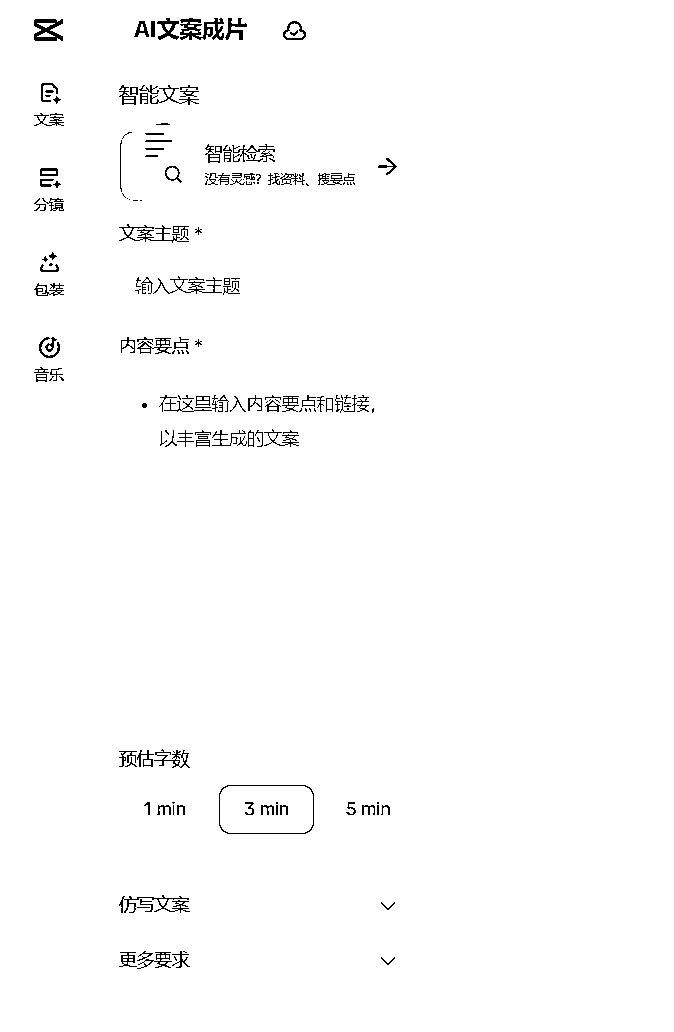 AI文案成片
文案
分镜
包装
音乐
智能文案
智能检索
没有灵感？找资料、搜要点
文案主题 *
输入文案主题
内容要点 *
• 在这里输入内容要点和链接，
以丰富生成的文案
预估字数
1 min 3 min 5 min
仿写文案
更多要求